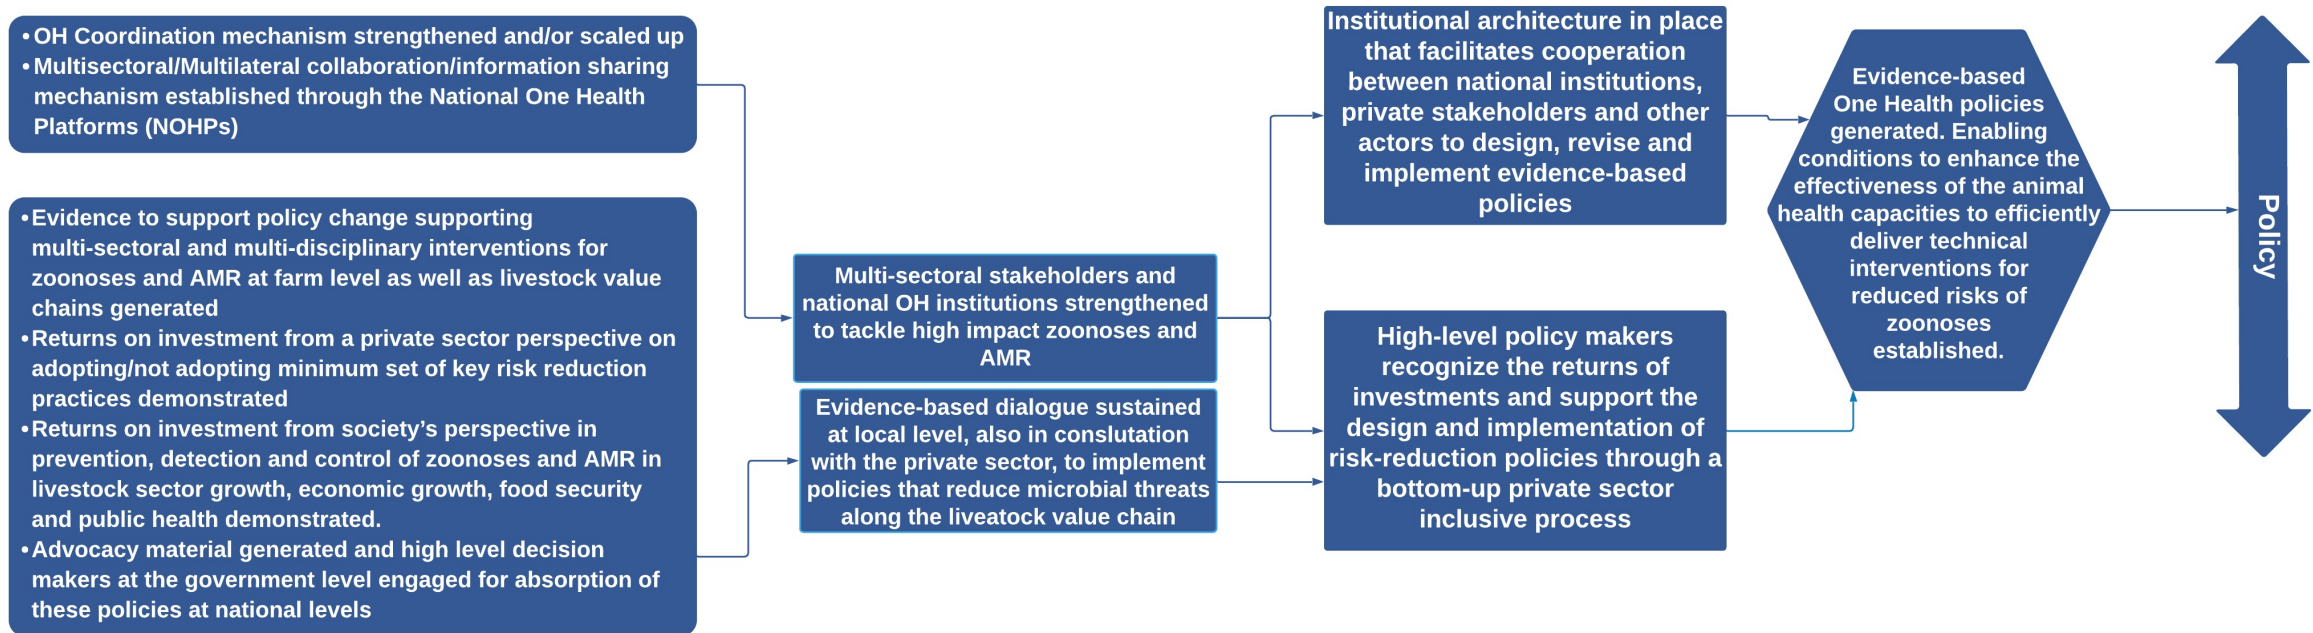 • OH Coordination mechanism strengthened and/or scaled up
• Multisectoral/Multilateral collaboration/information sharing
mechanism established through the National One Health
Platforms (NOHPs)
• Evidence to support policy change supporting
multi-sectoral and multi-disciplinary interventions for
zoonoses and AMR at farm level as well as livestock value
chains generated
• Returns on investment from a private sector perspective on
adopting/not adopting minimum set of key risk reduction
practices demonstrated
• Returns on investment from society’s perspective in
prevention, detection and control of zoonoses and AMR in
livestock sector growth, economic growth, food security
and public health demonstrated.
• Advocacy material generated and high level decision
makers at the government level engaged for absorption of
these policies at national levels
Multi-sectoral stakeholders and
national OH institutions strengthened
to tackle high impact zoonoses and
AMR
Evidence-based dialogue sustained
at local level, also in conslutation
with the private sector, to implement
policies that reduce microbial threats
along the liveatock value chain
Institutional architecture in place
that facilitates cooperation
between national institutions,
private stakeholders and other
actors to design, revise and
implement evidence-based
policies
High-level policy makers
recognize the returns of
investments and support the
design and implementation of
risk-reduction policies through a
bottom-up private sector
inclusive process
Evidence-based
One Health policies
generated. Enabling
conditions to enhance the
effectiveness of the animal
health capacities to efficiently
deliver technical
interventions for
reduced risks of
zoonoses
established.
Policy